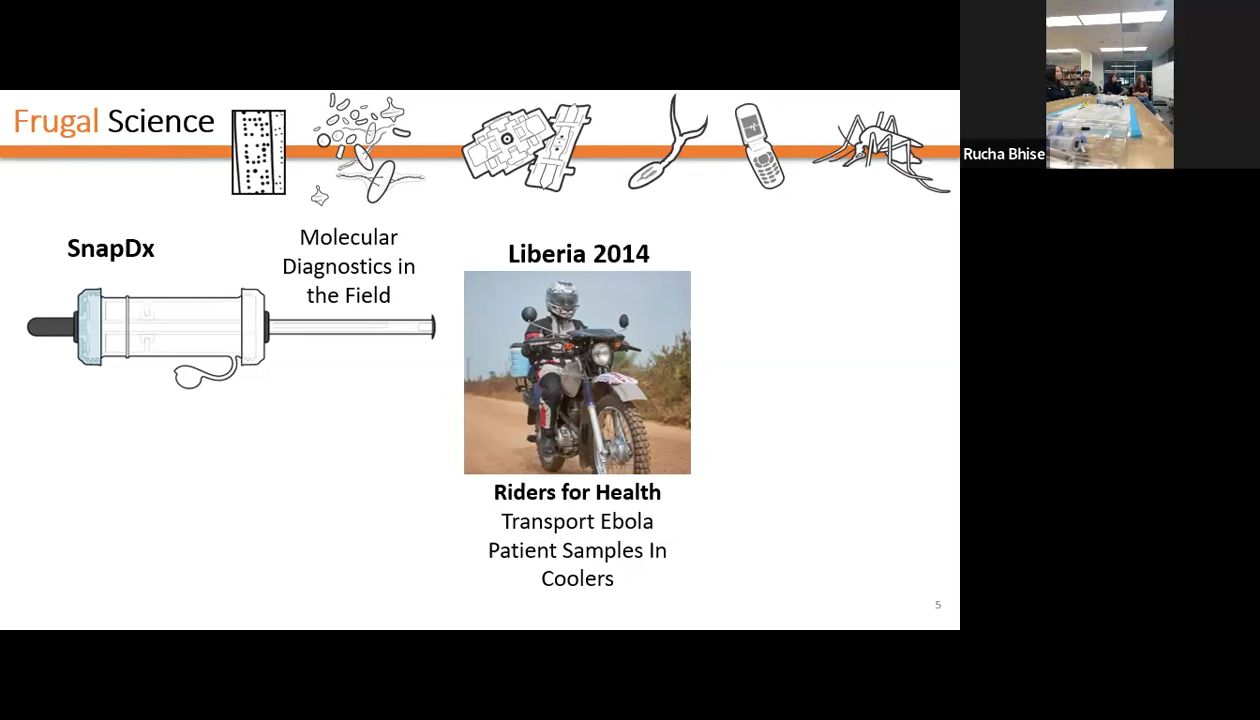 Frugal Science
SnapDx
Molecular
Diagnostics in
the Field
Liberia 2014
Riders for Health
Transport Ebola
Patient Samples In
Coolers
5
Rucha Bhise